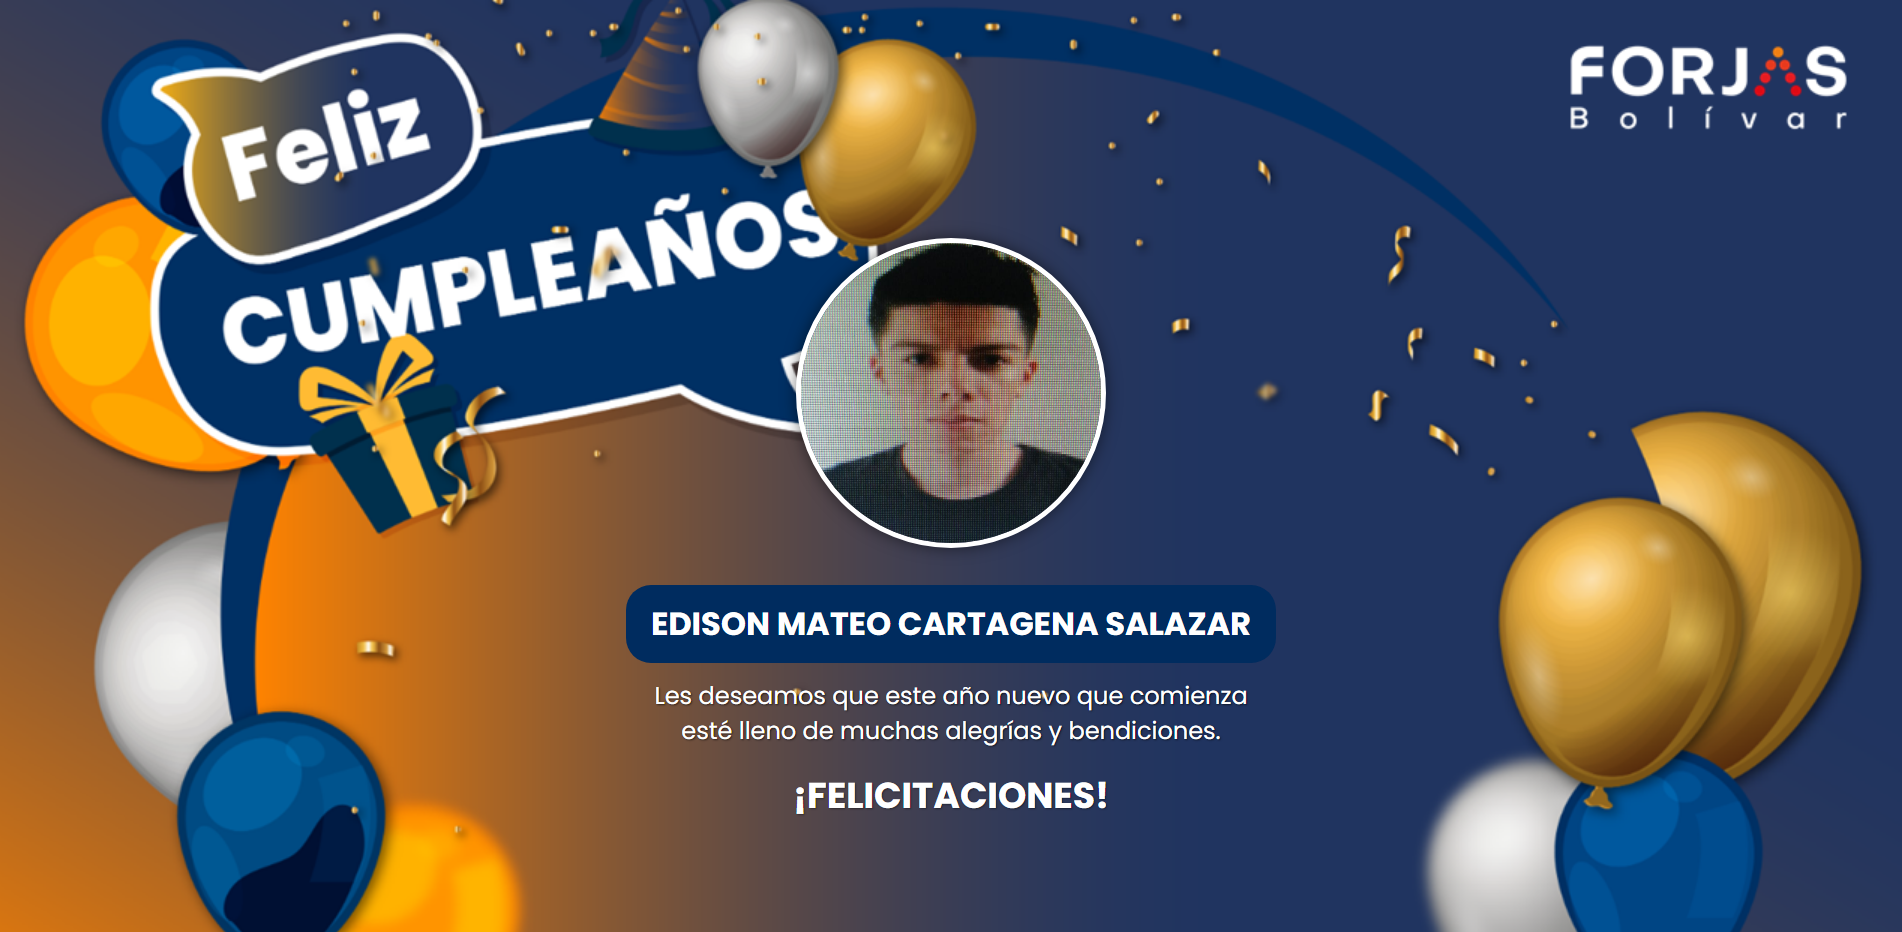 Feliz
CUMPLEAÑOS
FORJAS
Bolívar
EDISON MATEO CARTAGENA SALAZAR
Les deseamos que este año nuevo que comienza
esté lleno de muchas alegrías y bendiciones.
¡FELICITACIONES!